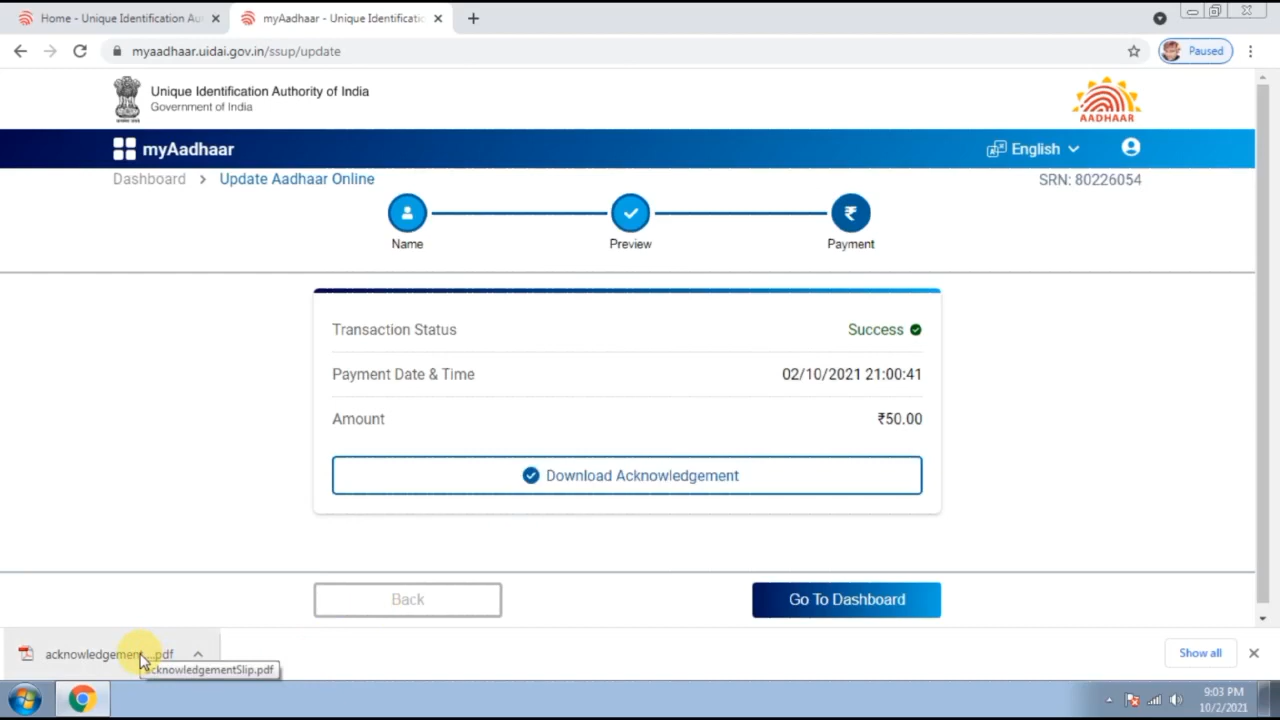 Home - Unique Identification Au
myAadhaar - Unique Identificatio
myaadhaar.uidai.gov.in/ssup/update
Paused
Unique Identification Authority of India
Government of India
AADHAAR
myAadhaar
English
Dashboard > Update Aadhaar Online
SRN: 80226054
Name
Preview
₹
Payment
Transaction Status
Success
Payment Date & Time
02/10/2021 21:00:41
Amount
₹50.00
Download Acknowledgement
Back
Go To Dashboard
acknowledgement....pdf
acknowledgementSlip.pdf
Show all
9:03 PM
10/2/2021